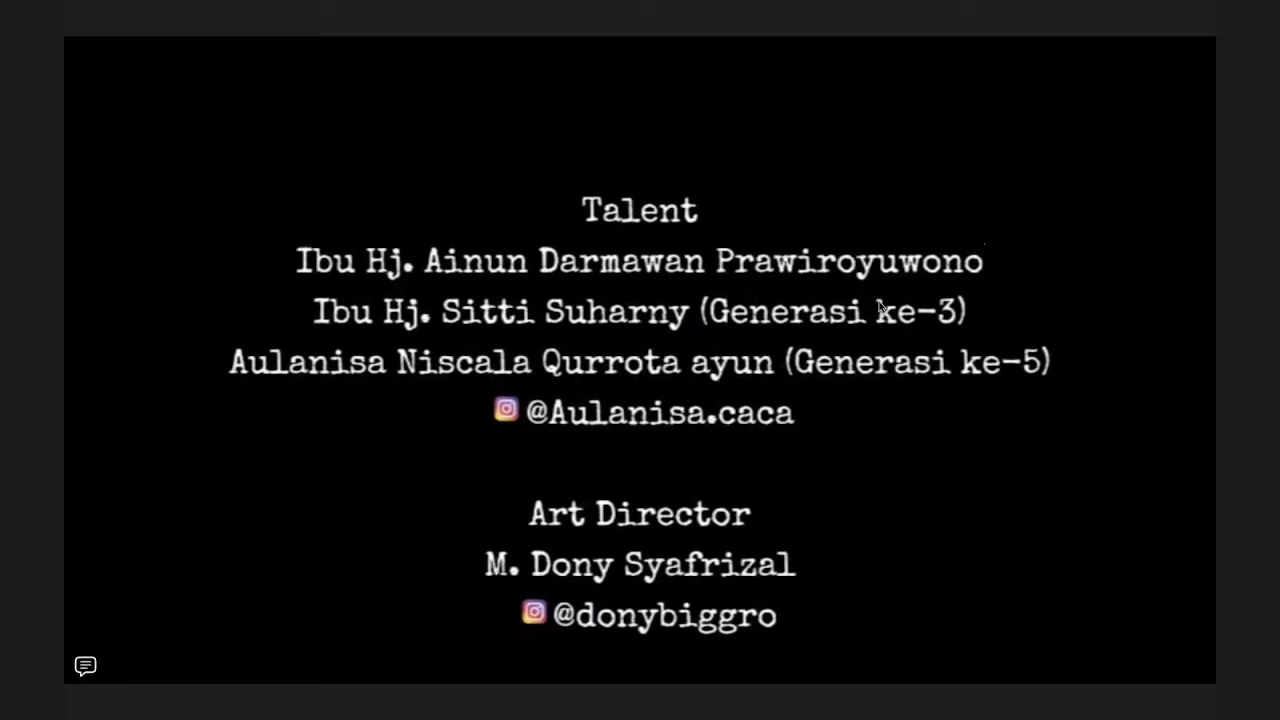 Talent
Ibu Hj. Ainun Darmawan Prawiroyuwono
Ibu Hj. Sitti Suharny (Generasi ke-3)
Aulanisa Niscala Qurrota ayun (Generasi ke-5)
@Aulanisa.caca
Art Director
M. Dony Syafrizal
@donybiggro